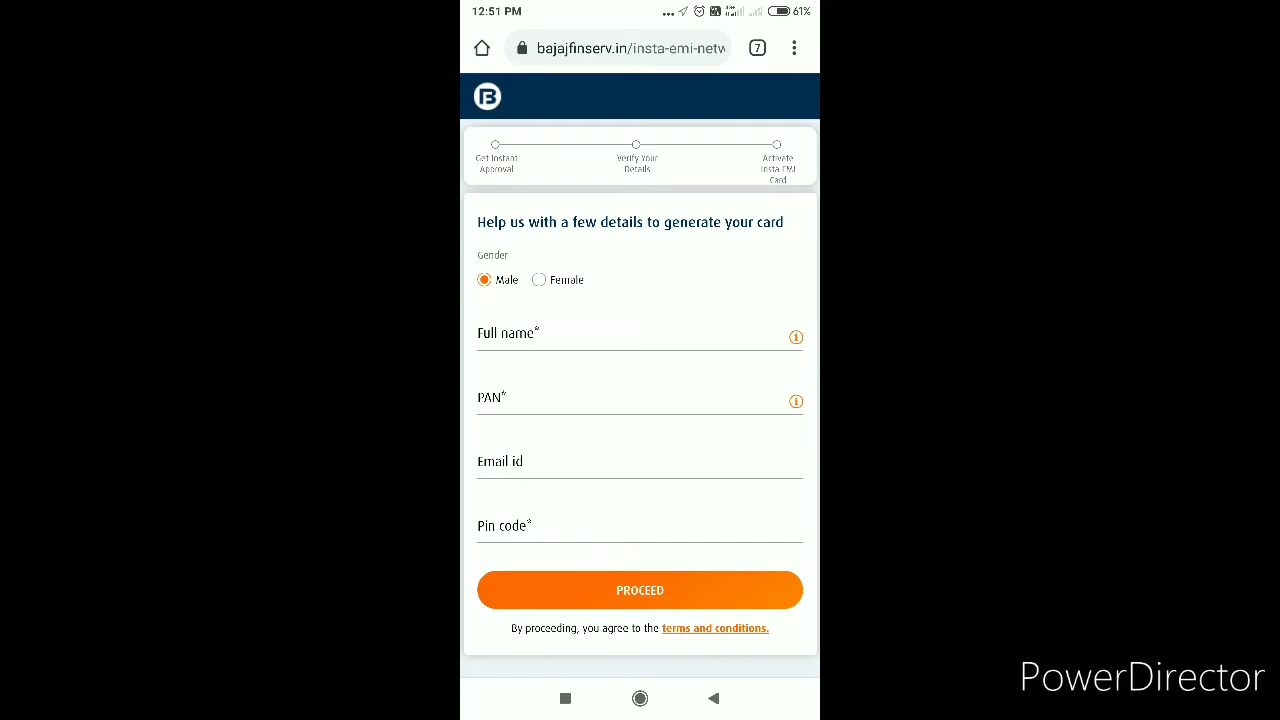 12:51 PM
61%
bajajfinserv.in/insta-emi-netw
7
Get Instant
Approval
Verify Your
Details
Activate
Insta EMI
Card
Help us with a few details to generate your card
Gender
Male
Female
Full name*
PAN*
Email id
Pin code*
PROCEED
By proceeding, you agree to the terms and conditions.
PowerDirector